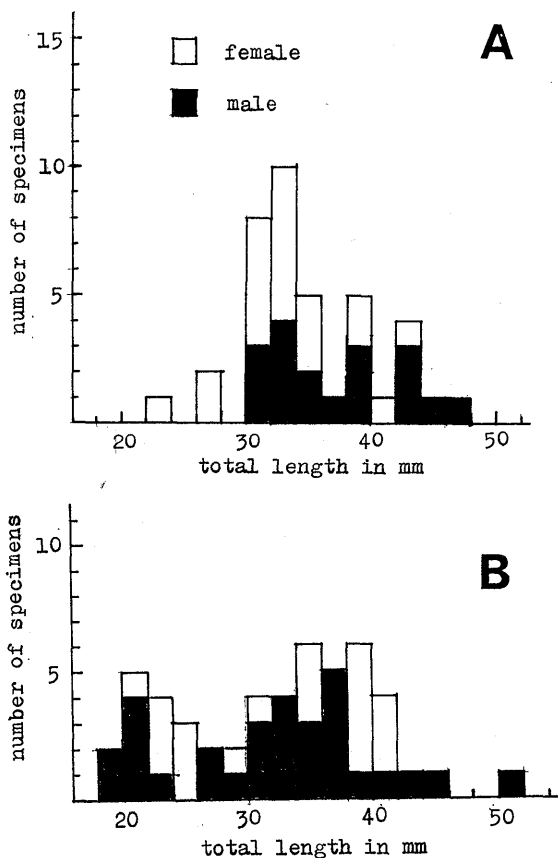 A
15
female
male
10
number of specimens
5
20 30 40 50
total length in mm
B
10
number of specimens
5
20 30 40 50
total length in mm